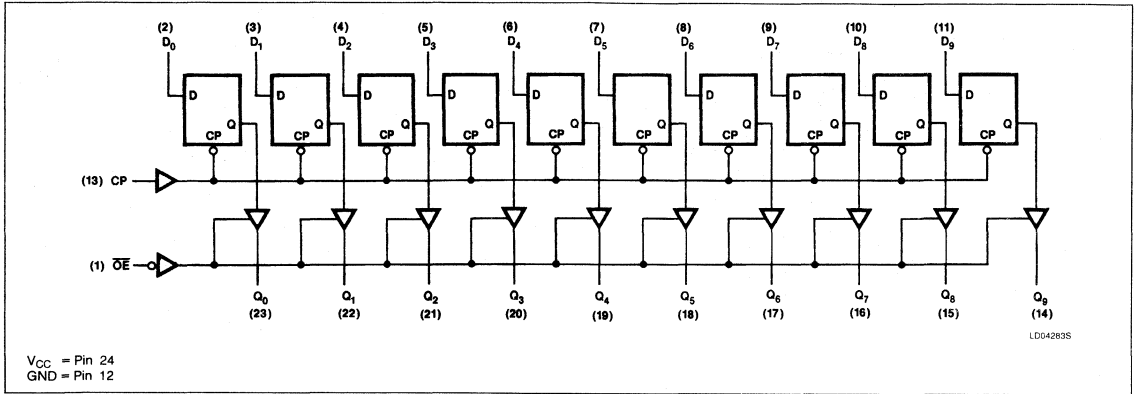 (2) (3) (4) (5) (6) (7) (8) (9) (10) (11)
D₀ D₁ D₂ D₃ D₄ D₅ D₆ D₇ D₈ D₉
D D D D D D D D D
Q Q Q Q Q Q Q Q Q Q
CP CP CP CP CP CP CP CP CP CP
(13) CP
(1) O̅E̅
Q₀ Q₁ Q₂ Q₃ Q₄ Q₅ Q₆ Q₇ Q₈ Q₉
(23) (22) (21) (20) (19) (18) (17) (16) (15) (14)
LD04283S
V_CC = Pin 24
GND = Pin 12